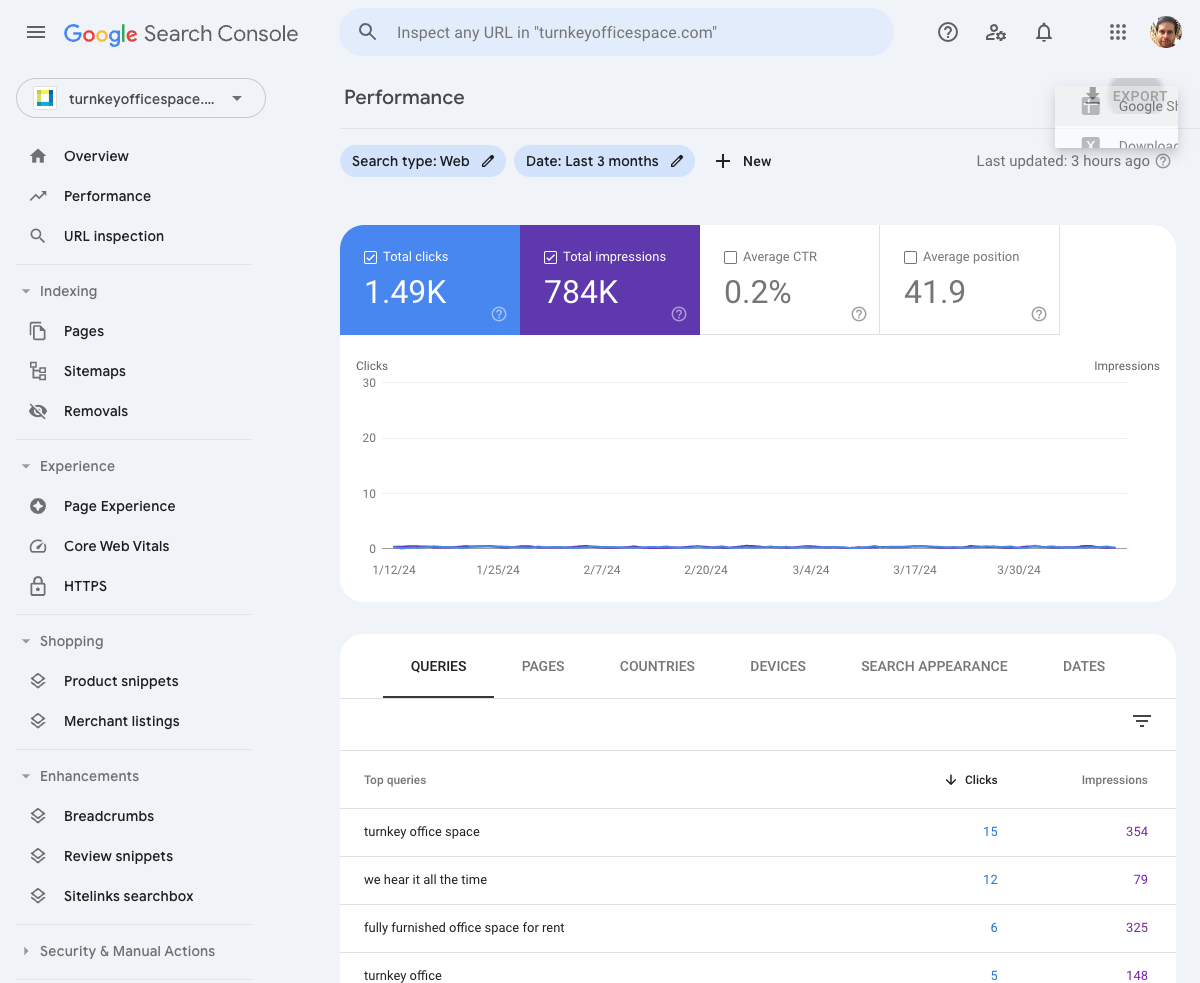 Google Search Console
Inspect any URL in "turnkeyofficespace.com"
turnkeyofficespace....
Overview
Performance
URL inspection
Indexing
Pages
Sitemaps
Removals
Experience
Page Experience
Core Web Vitals
HTTPS
Shopping
Product snippets
Merchant listings
Enhancements
Breadcrumbs
Review snippets
Sitelinks searchbox
Security & Manual Actions
Performance
EXPORT
Google Sh
Download
Search type: Web
Date: Last 3 months
New
Last updated: 3 hours ago
Total clicks
1.49K
Total impressions
784K
Average CTR
0.2%
Average position
41.9
Clicks
Impressions
30
20
10
0
1/12/24 1/25/24 2/7/24 2/20/24 3/4/24 3/17/24 3/30/24
QUERIES PAGES COUNTRIES DEVICES SEARCH APPEARANCE DATES
Top queries Clicks Impressions
turnkey office space 15 354
we hear it all the time 12 79
fully furnished office space for rent 6 325
turnkey office 5 148